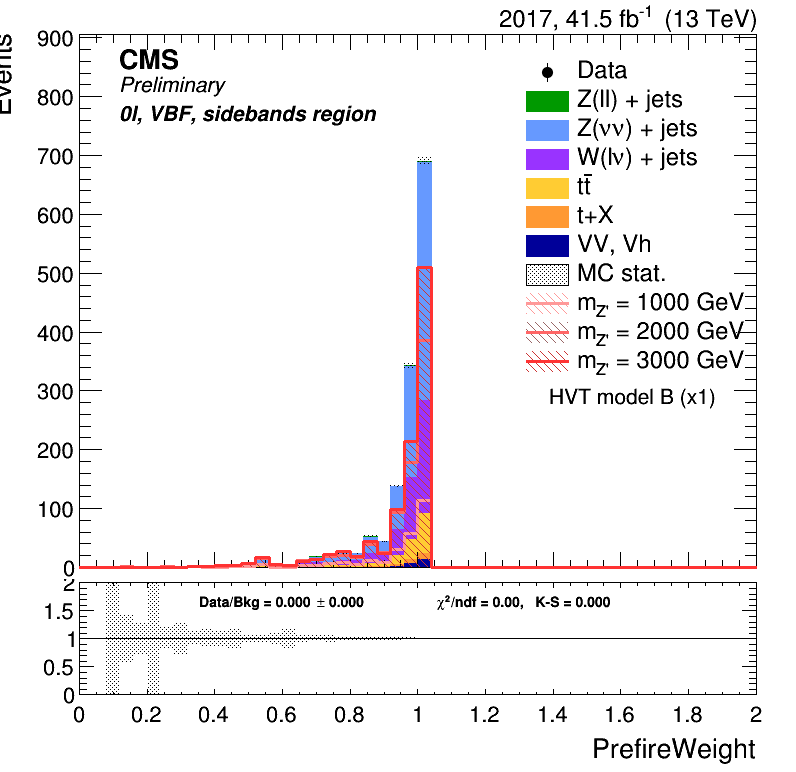 2017, 41.5 fb⁻¹ (13 TeV)
Events
CMS
Preliminary
0l, VBF, sidebands region
Data
Z(ll) + jets
Z(νν) + jets
W(lν) + jets
tt̄
t+X
VV, Vh
MC stat.
m_Z' = 1000 GeV
m_Z' = 2000 GeV
m_Z' = 3000 GeV
HVT model B (x1)
900
800
700
600
500
400
300
200
100
0
Data/Bkg = 0.000 ± 0.000 χ²/ndf = 0.00, K-S = 0.000
2
1.5
1
0.5
0
0 0.2 0.4 0.6 0.8 1 1.2 1.4 1.6 1.8 2
PrefireWeight